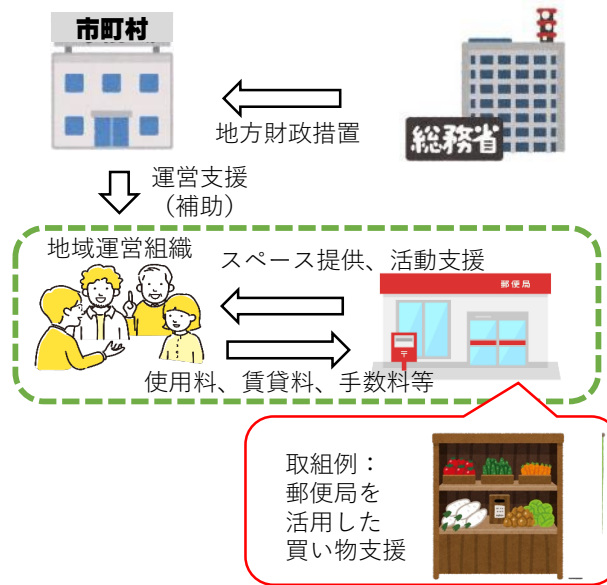 市町村
総務省
地方財政措置
運営支援
（補助）
地域運営組織
スペース提供、活動支援
郵便局
〒
使用料、賃貸料、手数料等
取組例：
郵便局を
活用した
買い物支援